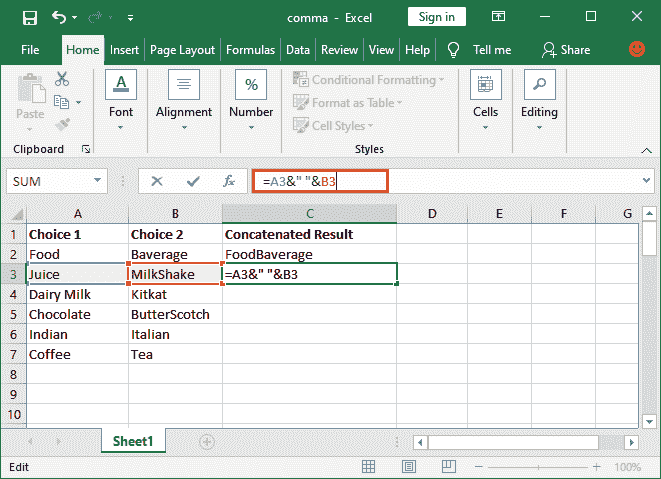 comma - Excel
Sign in
File Home Insert Page Layout Formulas Data Review View Help Tell me Share
Paste
Clipboard
A
Font
Alignment
%
Number
Conditional Formatting
Format as Table
Cell Styles
Styles
Cells
Editing
SUM fx =A3&" "&B3
A B C D E F G
1 Choice 1 Choice 2 Concatenated Result
2 Food Baverage FoodBaverage
3 Juice MilkShake =A3&" "&B3
4 Dairy Milk Kitkat
5 Chocolate ButterScotch
6 Indian Italian
7 Coffee Tea
8
9
10
Sheet1
Edit 100%